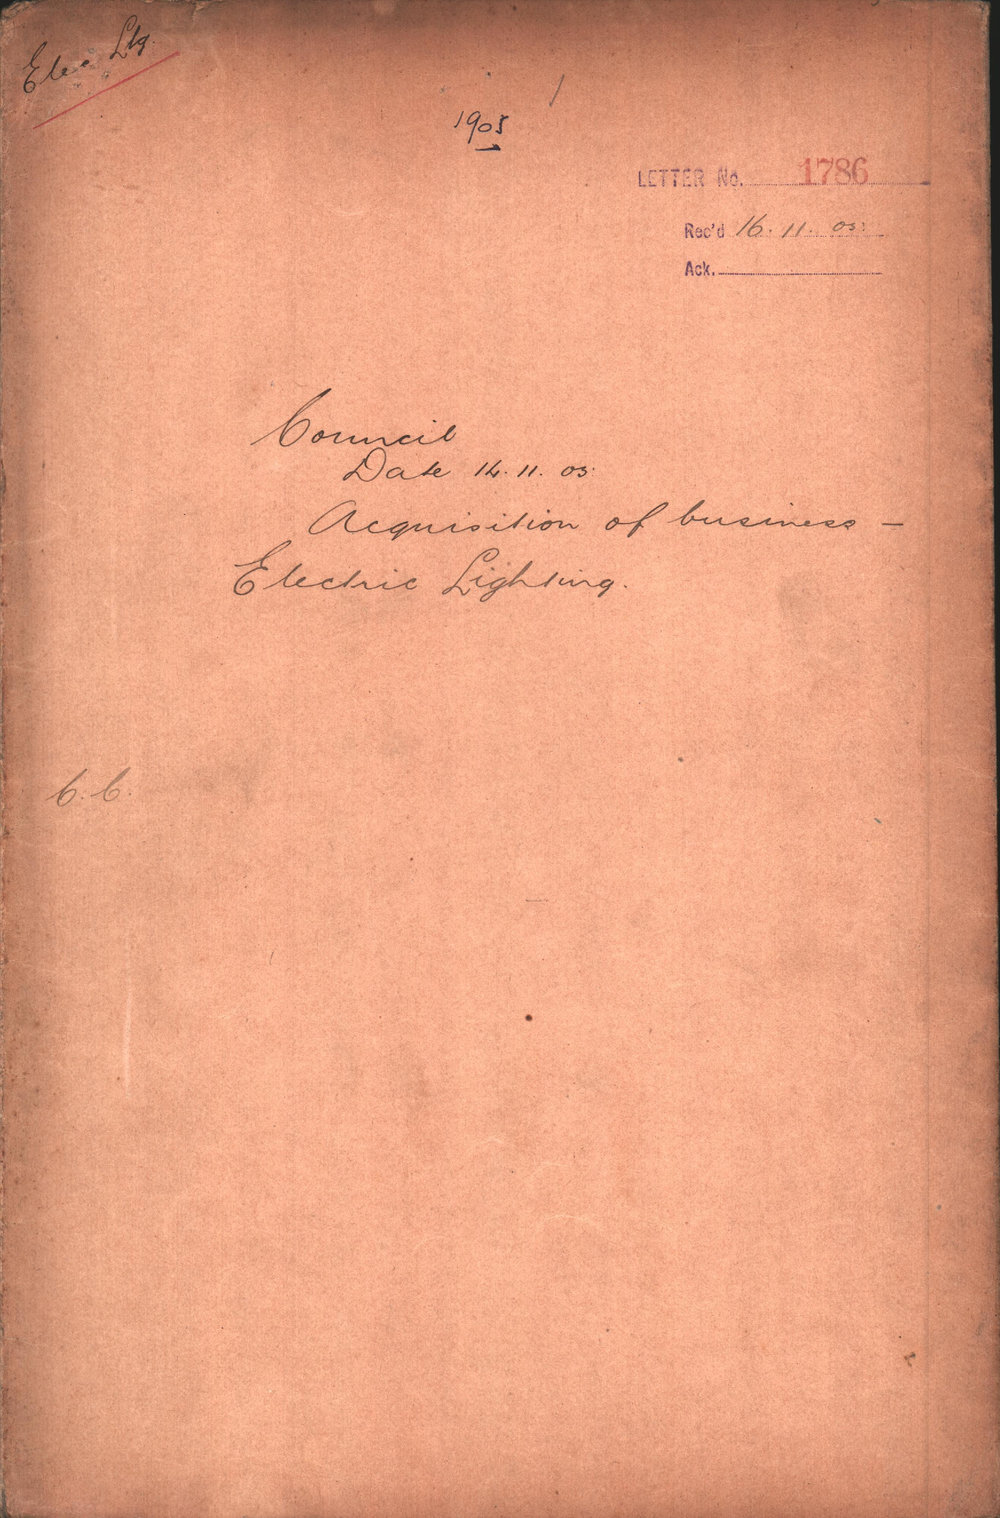 Elec Ltg.
1905
LETTER No. 1786
Rec'd 16. 11. 05.
Ack.
Council
Date 14. 11. 05.
Acquisition of business –
Electric Lighting.
C. C.